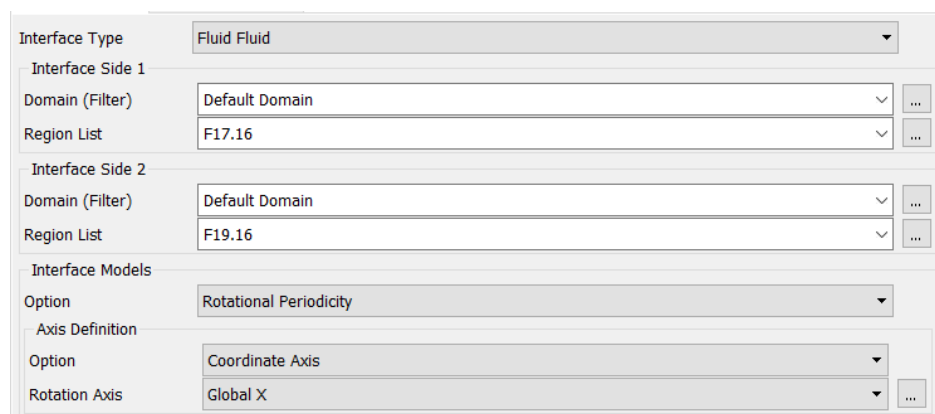 Interface Type Fluid Fluid
Interface Side 1
Domain (Filter) Default Domain ...
Region List F17.16 ...
Interface Side 2
Domain (Filter) Default Domain ...
Region List F19.16 ...
Interface Models
Option Rotational Periodicity
Axis Definition
Option Coordinate Axis
Rotation Axis Global X ...